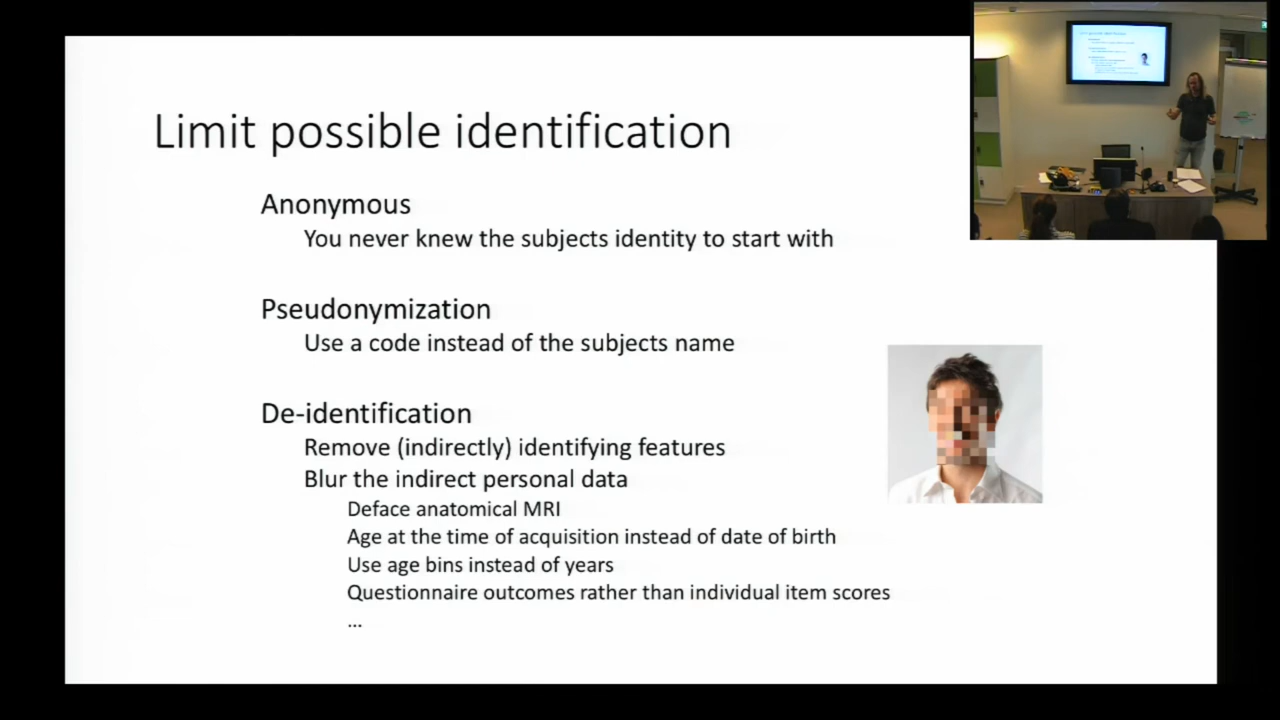 Limit possible identification
Anonymous
You never knew the subjects identity to start with
Pseudonymization
Use a code instead of the subjects name
De-identification
Remove (indirectly) identifying features
Blur the indirect personal data
Deface anatomical MRI
Age at the time of acquisition instead of date of birth
Use age bins instead of years
Questionnaire outcomes rather than individual item scores
...